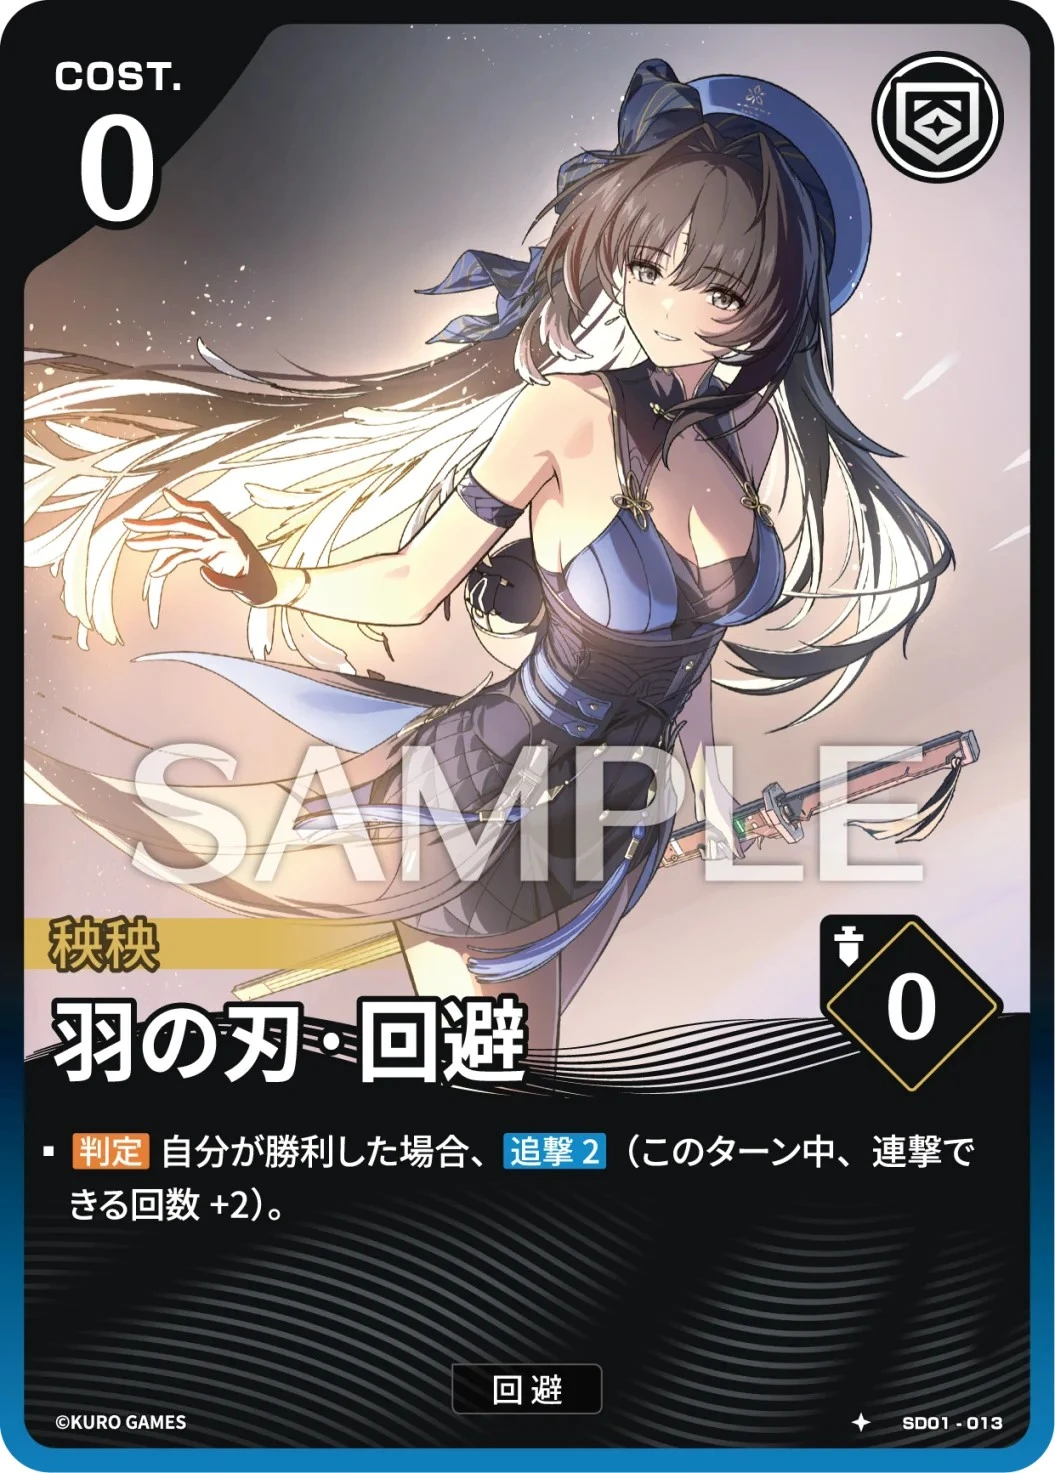 COST.
0
SAMPLE
秧秧
0
羽の刃・回避
▪ 判定 自分が勝利した場合、追撃 2（このターン中、連撃で
きる回数 +2）。
回避
©KURO GAMES
SD01 - 013